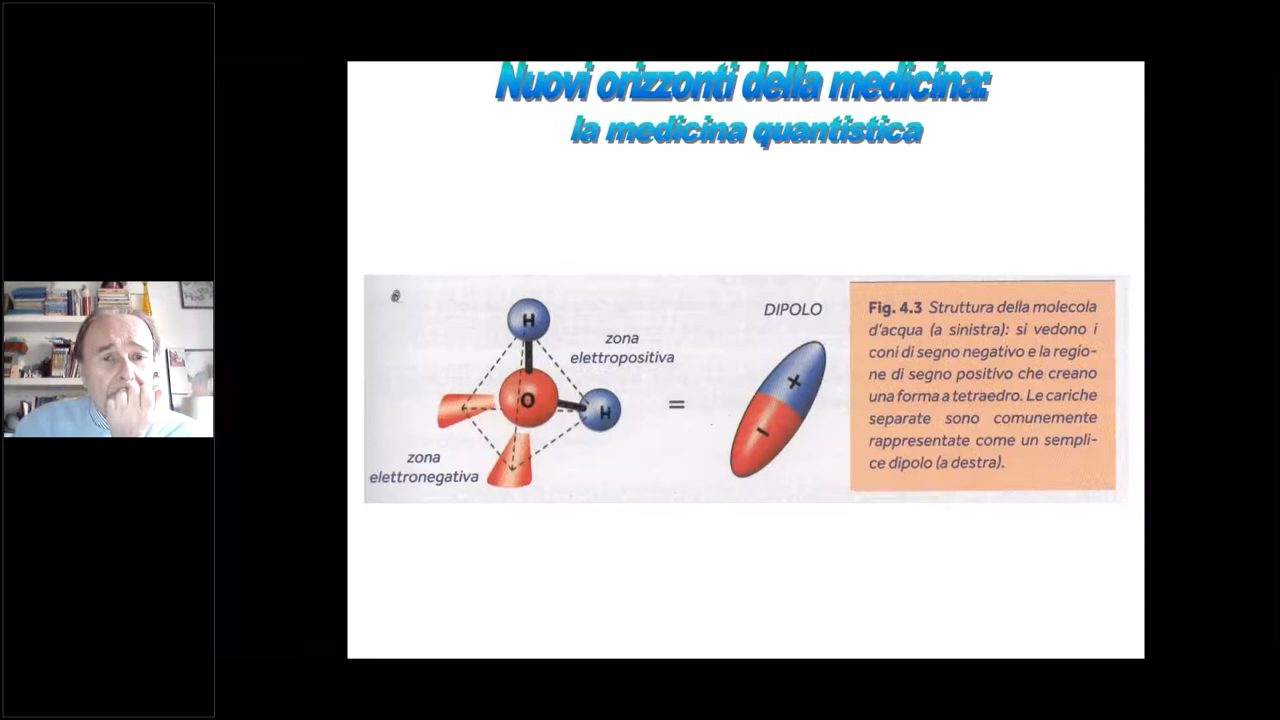 Nuovi orizzonti della medicina:
la medicina quantistica
H
zona
elettropositiva
O
H
zona
elettronegativa
=
DIPOLO
+
−
Fig. 4.3 Struttura della molecola
d'acqua (a sinistra): si vedono i
coni di segno negativo e la regio-
ne di segno positivo che creano
una forma a tetraedro. Le cariche
separate sono comunemente
rappresentate come un sempli-
ce dipolo (a destra).